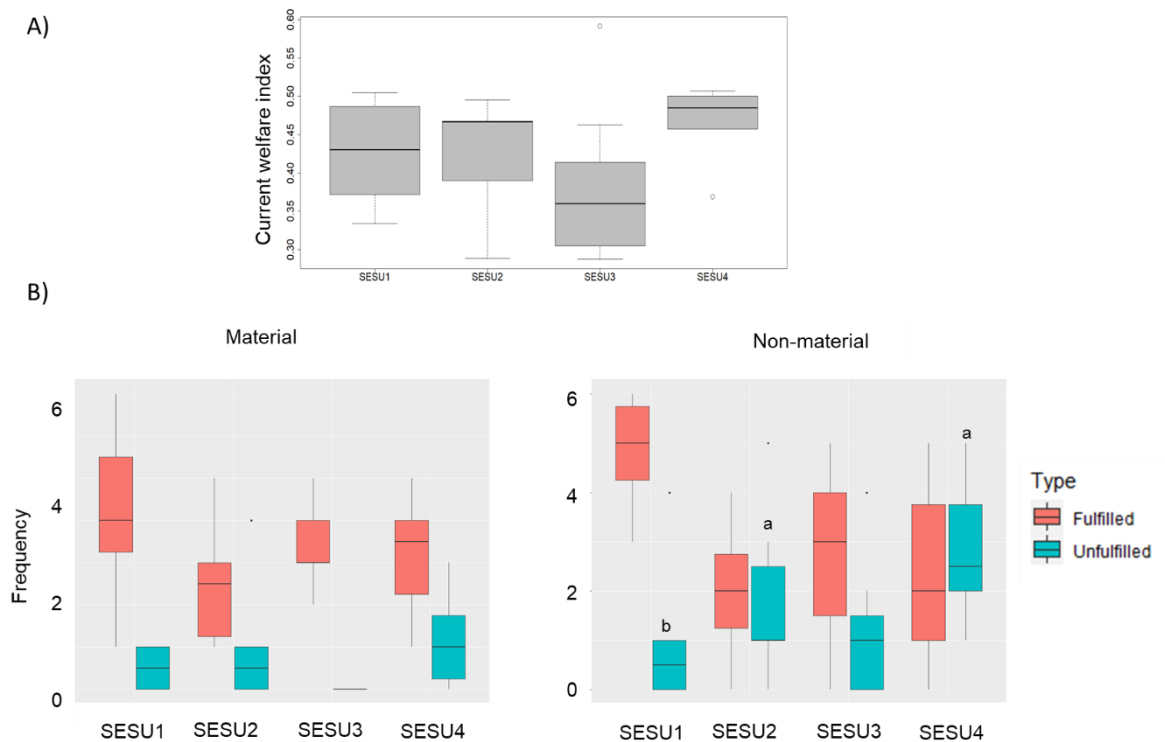 A)
Current welfare index
0.60
0.55
0.50
0.45
0.40
0.35
0.30
SESU1 SESU2 SESU3 SESU4
B)
Material
Frequency
6
4
2
0
SESU1 SESU2 SESU3 SESU4
Non-material
6
4
2
0
b a a
SESU1 SESU2 SESU3 SESU4
Type
Fulfilled
Unfulfilled